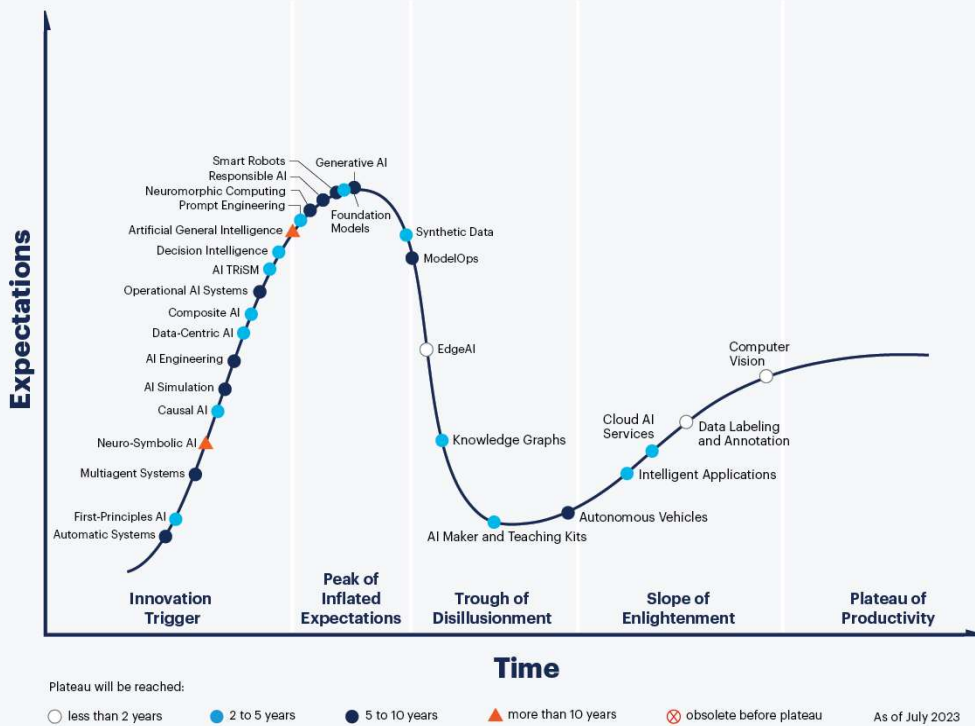 Expectations
Smart Robots
Generative AI
Responsible AI
Neuromorphic Computing
Prompt Engineering
Foundation
Models
Artificial General Intelligence
Synthetic Data
Decision Intelligence
ModelOps
AI TRiSM
Operational AI Systems
Composite AI
Data-Centric AI
EdgeAI
Computer
Vision
AI Engineering
AI Simulation
Causal AI
Cloud AI
Services
Data Labeling
and Annotation
Neuro-Symbolic AI
Knowledge Graphs
Multiagent Systems
Intelligent Applications
First-Principles AI
Autonomous Vehicles
Automatic Systems
AI Maker and Teaching Kits
Innovation
Trigger
Peak of
Inflated
Expectations
Trough of
Disillusionment
Slope of
Enlightenment
Plateau of
Productivity
Time
Plateau will be reached:
less than 2 years
2 to 5 years
5 to 10 years
more than 10 years
obsolete before plateau
As of July 2023